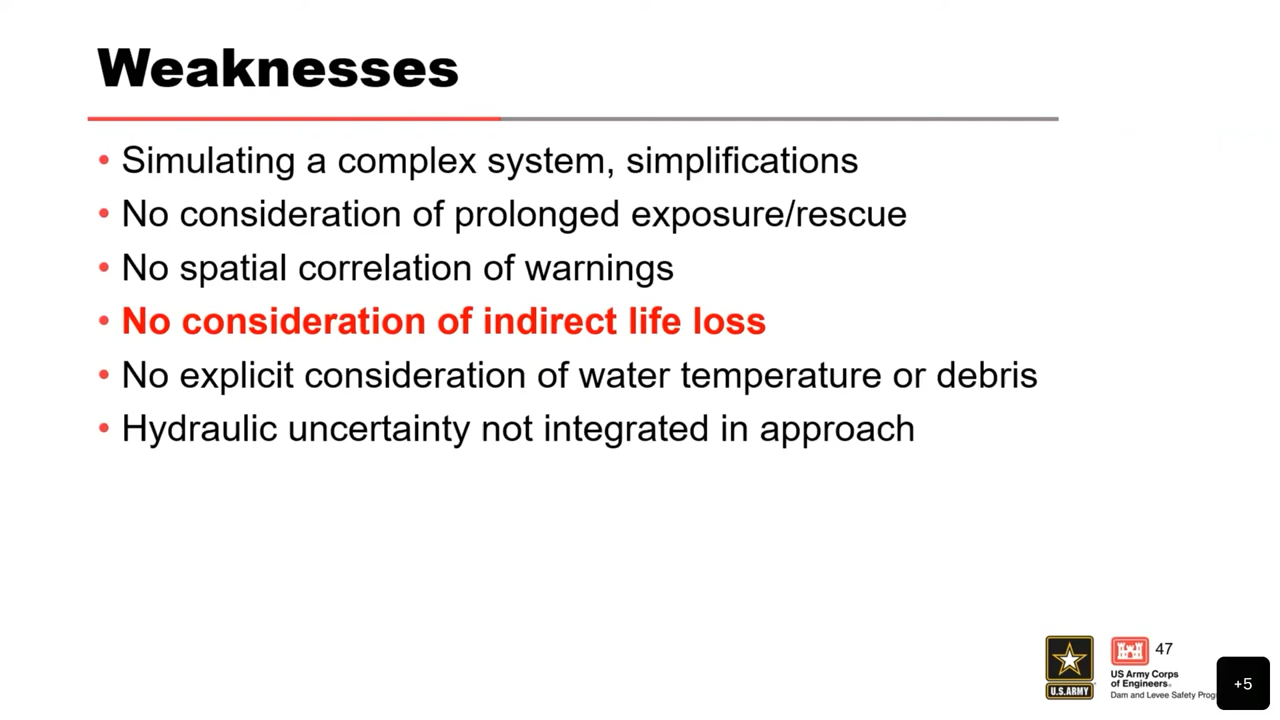 Weaknesses
• Simulating a complex system, simplifications
• No consideration of prolonged exposure/rescue
• No spatial correlation of warnings
• No consideration of indirect life loss
• No explicit consideration of water temperature or debris
• Hydraulic uncertainty not integrated in approach
U.S.ARMY
47
US Army Corps
of Engineers®
Dam and Levee Safety
+5